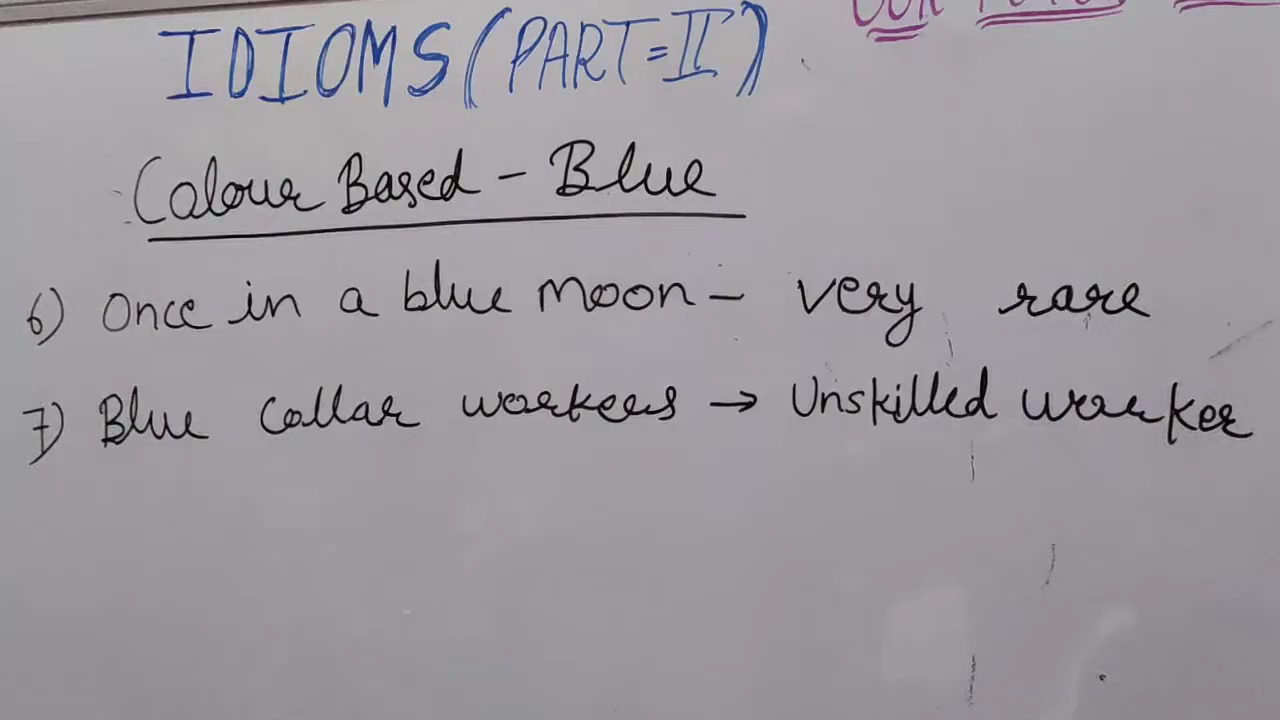 IDIOMS (PART=II)
Colour Based - Blue
6) Once in a blue moon - very rare
7) Blue collar workers → Unskilled worker